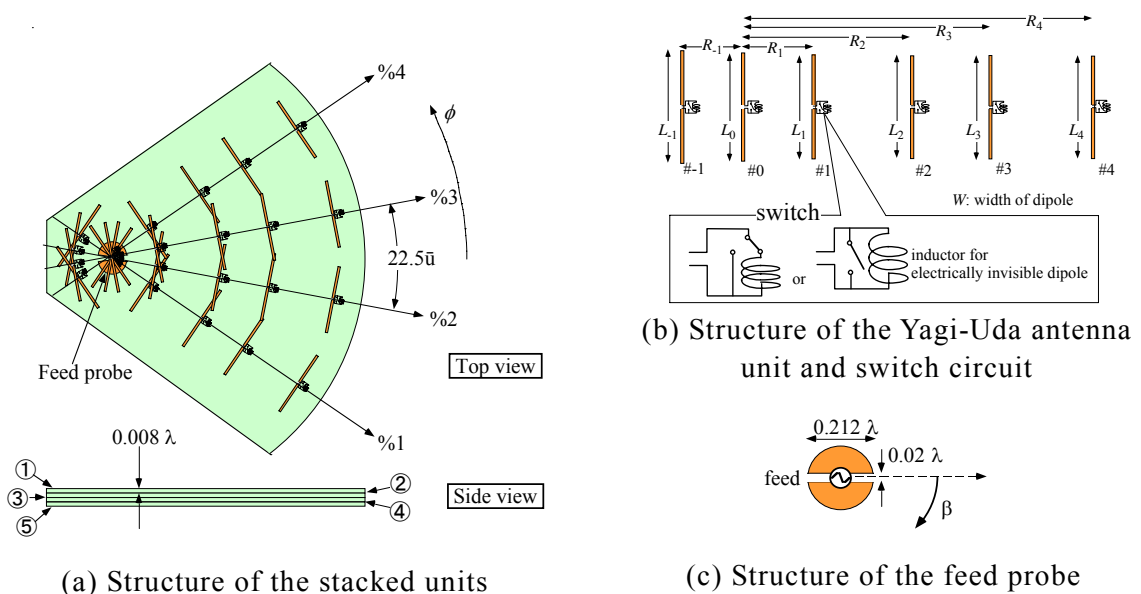 %4
ϕ
%3
22.5ū
%2
Feed probe
Top view
%1
0.008 λ
① ②
③ Side view
④
⑤
(a) Structure of the stacked units
R4
R3
R2
R-1 R1
L-1 L0 L1 L2 L3 L4
#-1 #0 #1 #2 #3 #4
W: width of dipole
switch
inductor for
or electrically invisible dipole
(b) Structure of the Yagi-Uda antenna
unit and switch circuit
0.212 λ
0.02 λ
feed
β
(c) Structure of the feed probe